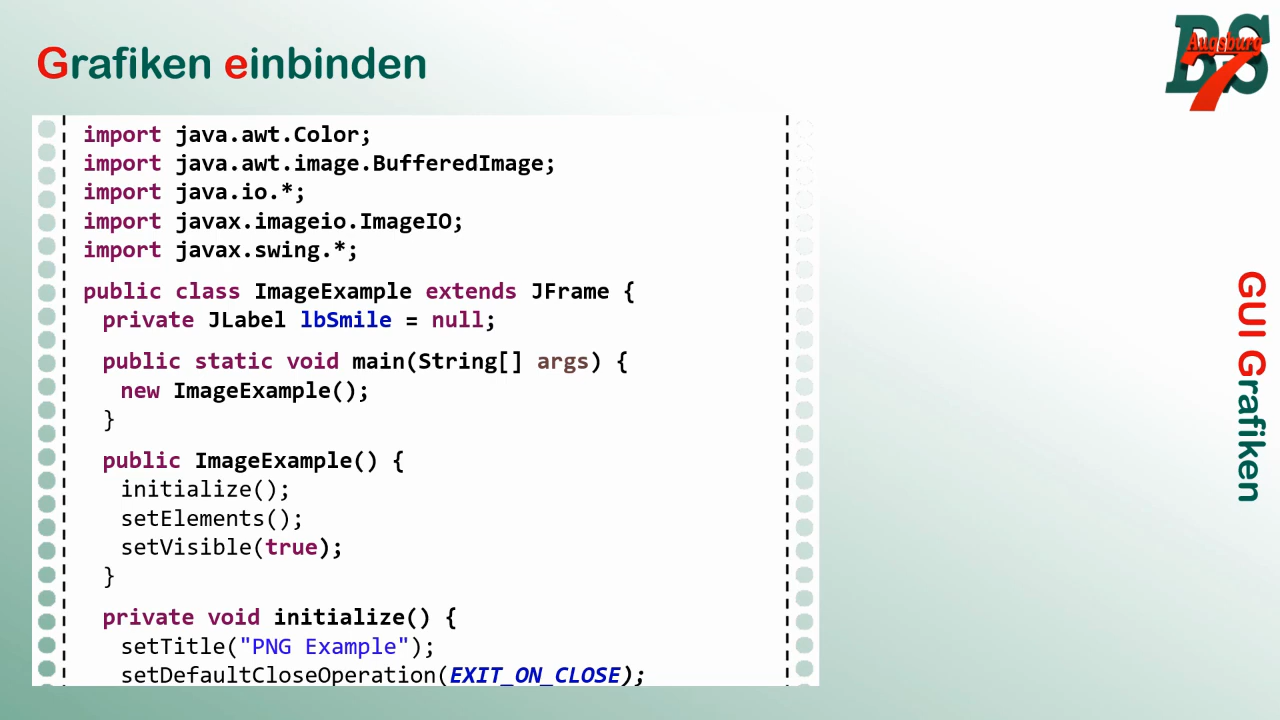 Grafiken einbinden
BS
Augsburg
7
import java.awt.Color;
import java.awt.image.BufferedImage;
import java.io.*;
import javax.imageio.ImageIO;
import javax.swing.*;
public class ImageExample extends JFrame {
private JLabel lbSmile = null;
public static void main(String[] args) {
new ImageExample();
}
public ImageExample() {
initialize();
setElements();
setVisible(true);
}
private void initialize() {
setTitle("PNG Example");
setDefaultCloseOperation(EXIT_ON_CLOSE);
GUI Grafiken